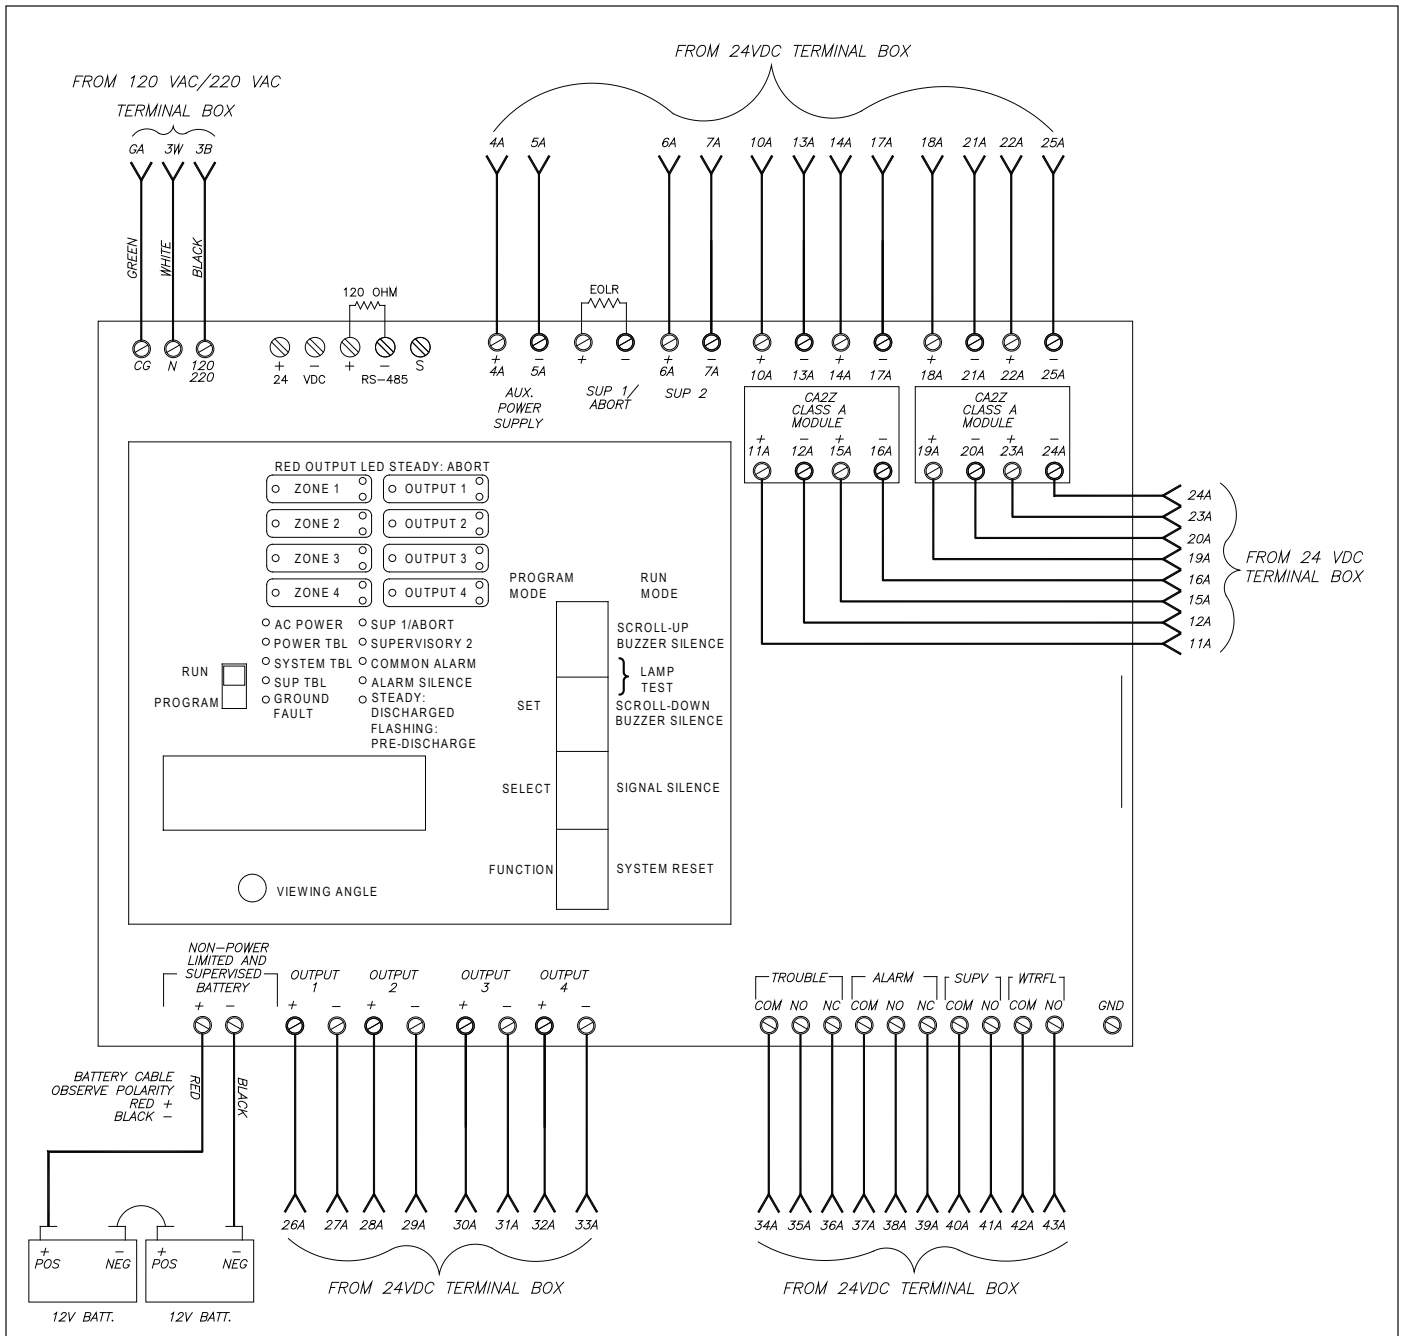 FROM 24VDC TERMINAL BOX
FROM 120 VAC/220 VAC
TERMINAL BOX
GA 3W 3B
4A 5A 6A 7A 10A 13A 14A 17A 18A 21A 22A 25A
GREEN
WHITE
BLACK
120 OHM
EOLR
CG N 120
220
+ - + - S
24 VDC RS-485
+ - + - + - + - + - + - + -
4A 5A 6A 7A 10A 13A 14A 17A 18A 21A 22A 25A
AUX.
POWER
SUPPLY
SUP 1/
ABORT
SUP 2
CA2Z
CLASS A
MODULE
+ - + -
11A 12A 15A 16A
CA2Z
CLASS A
MODULE
+ - + -
19A 20A 23A 24A
24A
23A
20A
19A
16A
15A
12A
11A
FROM 24 VDC
TERMINAL BOX
RED OUTPUT LED STEADY: ABORT
ZONE 1 OUTPUT 1
ZONE 2 OUTPUT 2
ZONE 3 OUTPUT 3
ZONE 4 OUTPUT 4
AC POWER SUP 1/ABORT
POWER TBL SUPERVISORY 2
SYSTEM TBL COMMON ALARM
SUP TBL ALARM SILENCE
GROUND
FAULT
STEADY:
DISCHARGED
FLASHING:
PRE-DISCHARGE
RUN
PROGRAM
PROGRAM
MODE
RUN
MODE
SCROLL-UP
BUZZER SILENCE
LAMP
TEST
SET
SCROLL-DOWN
BUZZER SILENCE
SELECT SIGNAL SILENCE
FUNCTION SYSTEM RESET
VIEWING ANGLE
NON-POWER
LIMITED AND
SUPERVISED
BATTERY
+ -
OUTPUT
1
OUTPUT
2
OUTPUT
3
OUTPUT
4
+ - + - + - + -
TROUBLE ALARM SUPV WTRFL
COM NO NC COM NO NC COM NO COM NO GND
BATTERY CABLE
OBSERVE POLARITY
RED +
BLACK -
RED
BLACK
26A 27A 28A 29A 30A 31A 32A 33A
34A 35A 36A 37A 38A 39A 40A 41A 42A 43A
+ - + -
POS NEG POS NEG
12V BATT. 12V BATT.
FROM 24VDC TERMINAL BOX
FROM 24VDC TERMINAL BOX